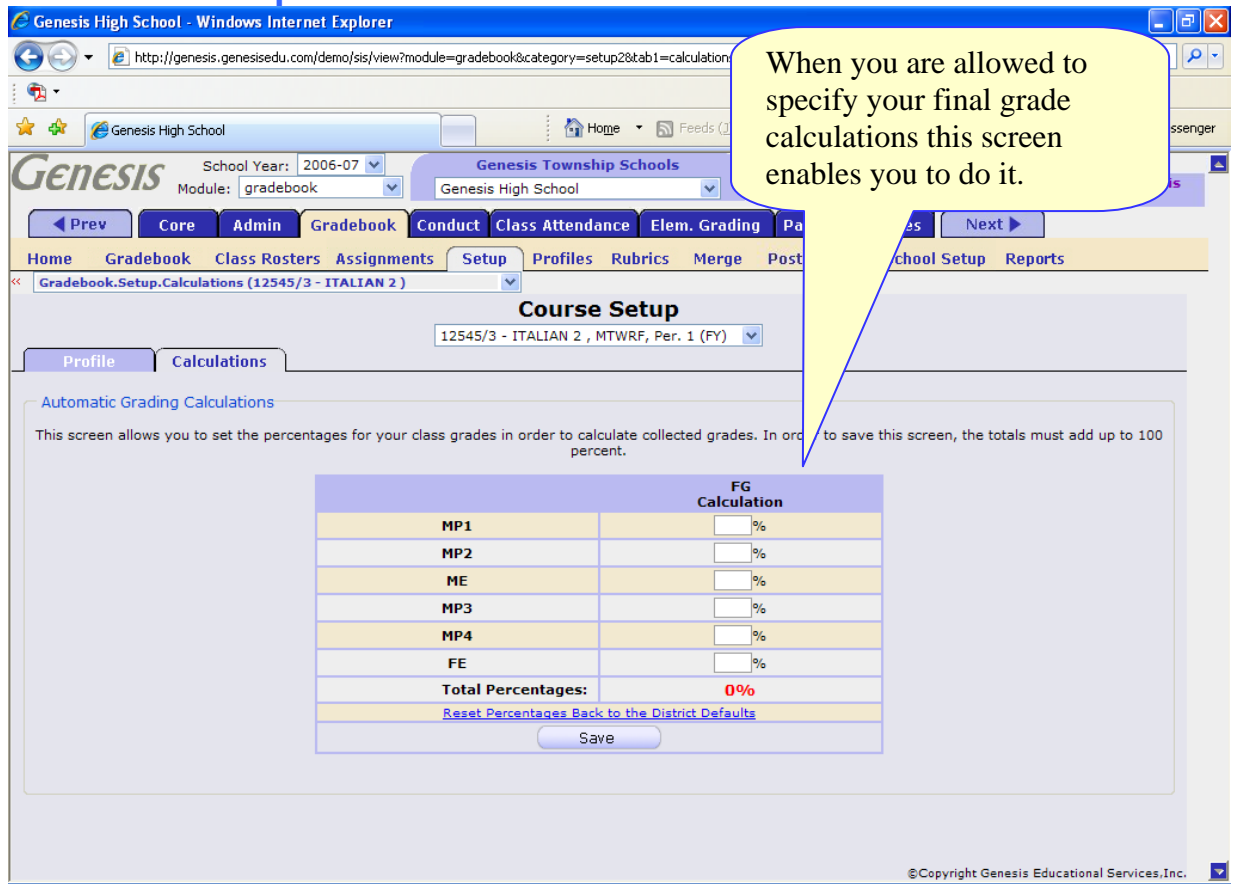 Genesis High School - Windows Internet Explorer
http://genesis.genesisedu.com/demo/sis/view?module=gradebook&category=setup2&tab1=calculation
When you are allowed to
specify your final grade
calculations this screen
enables you to do it.
Genesis High School
Home
Feeds
ssenger
Genesis
School Year: 2006-07
Genesis Township Schools
Module: gradebook
Genesis High School
is
Prev Core Admin Gradebook Conduct Class Attendance Elem. Grading Pa es Next
Home Gradebook Class Rosters Assignments Setup Profiles Rubrics Merge Post chool Setup Reports
« Gradebook.Setup.Calculations (12545/3 - ITALIAN 2 )
Course Setup
12545/3 - ITALIAN 2 , MTWRF, Per. 1 (FY)
Profile Calculations
Automatic Grading Calculations
This screen allows you to set the percentages for your class grades in order to calculate collected grades. In order to save this screen, the totals must add up to 100
percent.
FG
Calculation
MP1 %
MP2 %
ME %
MP3 %
MP4 %
FE %
Total Percentages: 0%
Reset Percentages Back to the District Defaults
Save
©Copyright Genesis Educational Services,Inc.